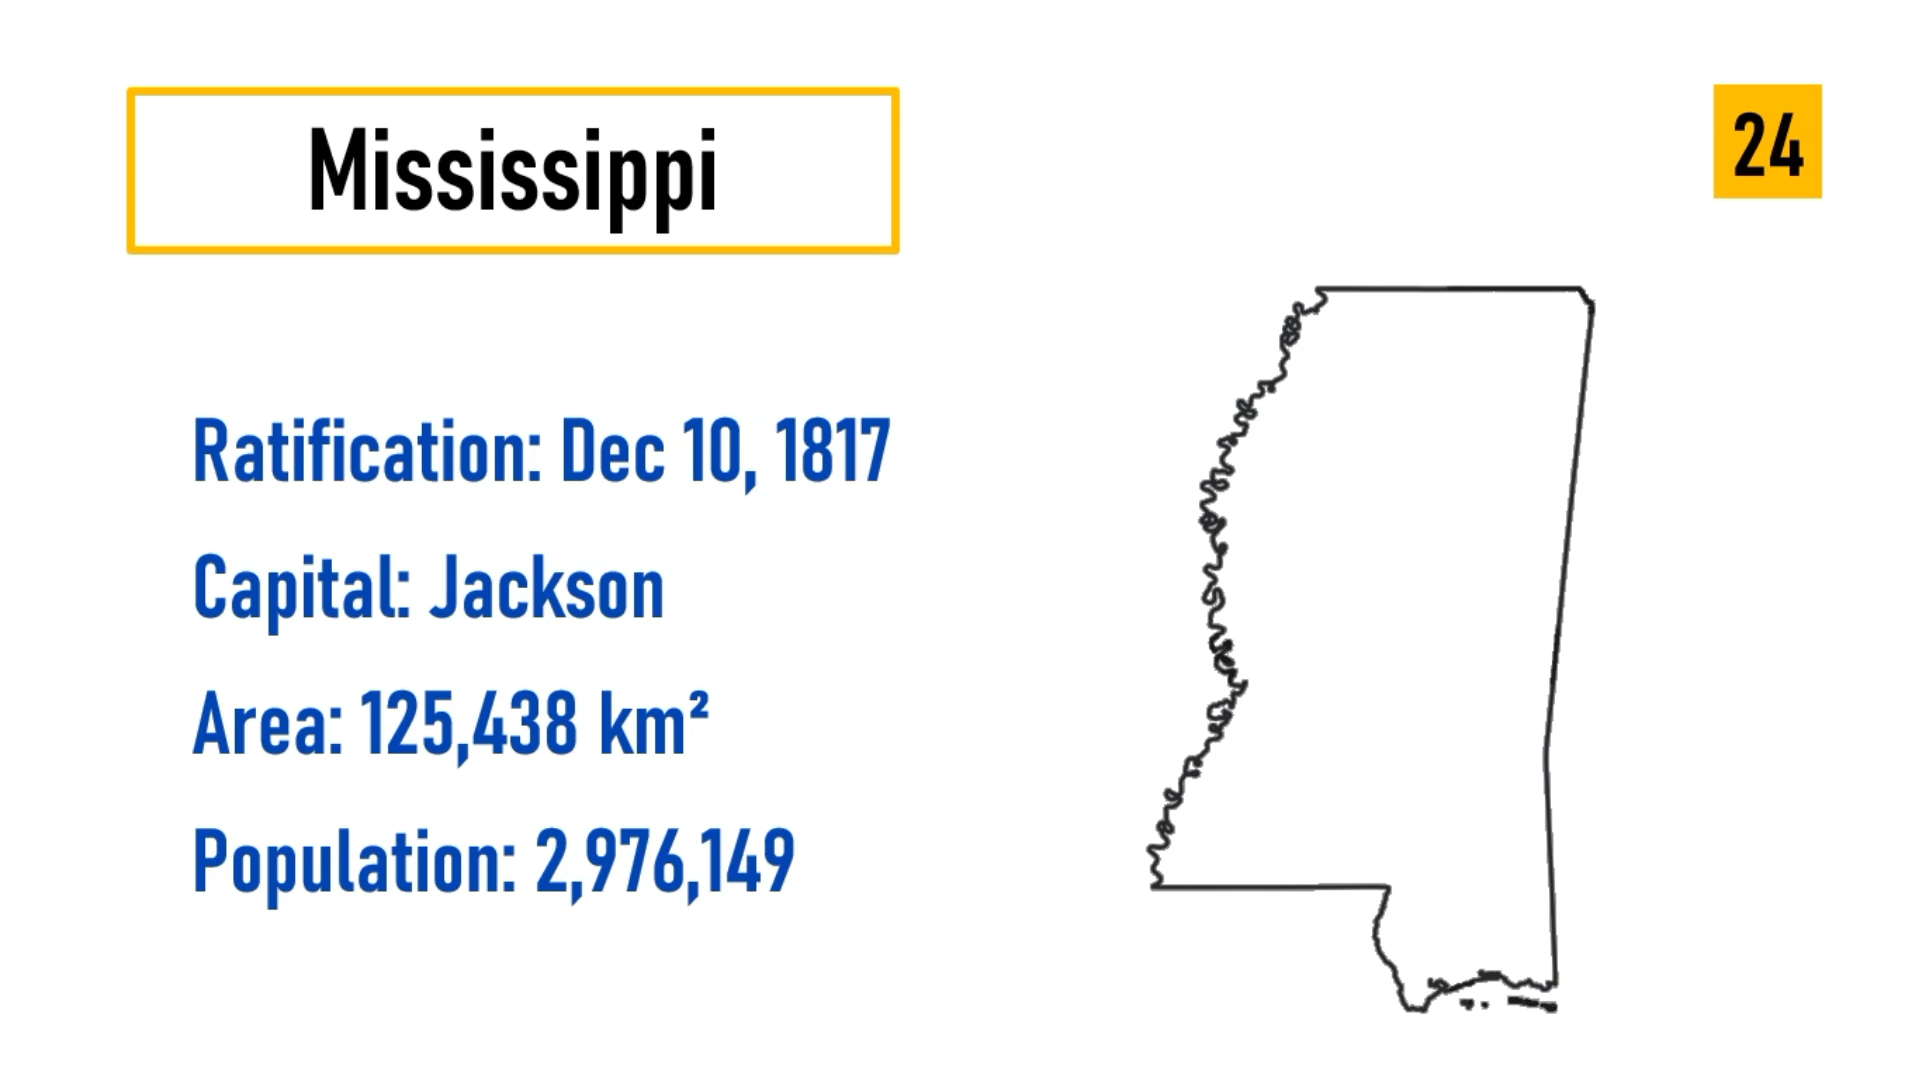 Mississippi
24
Ratification: Dec 10, 1817
Capital: Jackson
Area: 125,438 km²
Population: 2,976,149